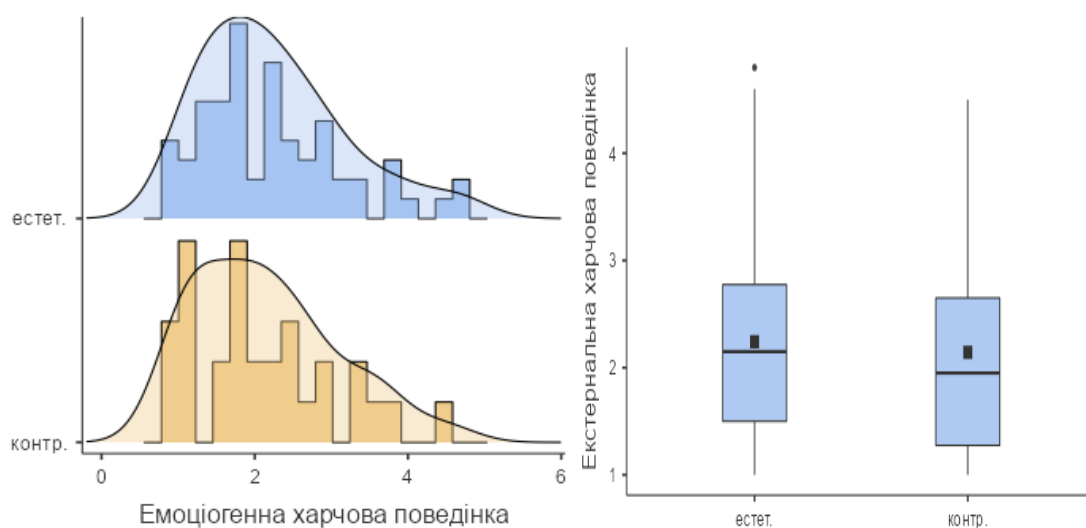 естет.
контр.
0 2 4 6
Емоціогенна харчова поведінка
Екстернальна харчова поведінка
4
3
2
1
естет. контр.